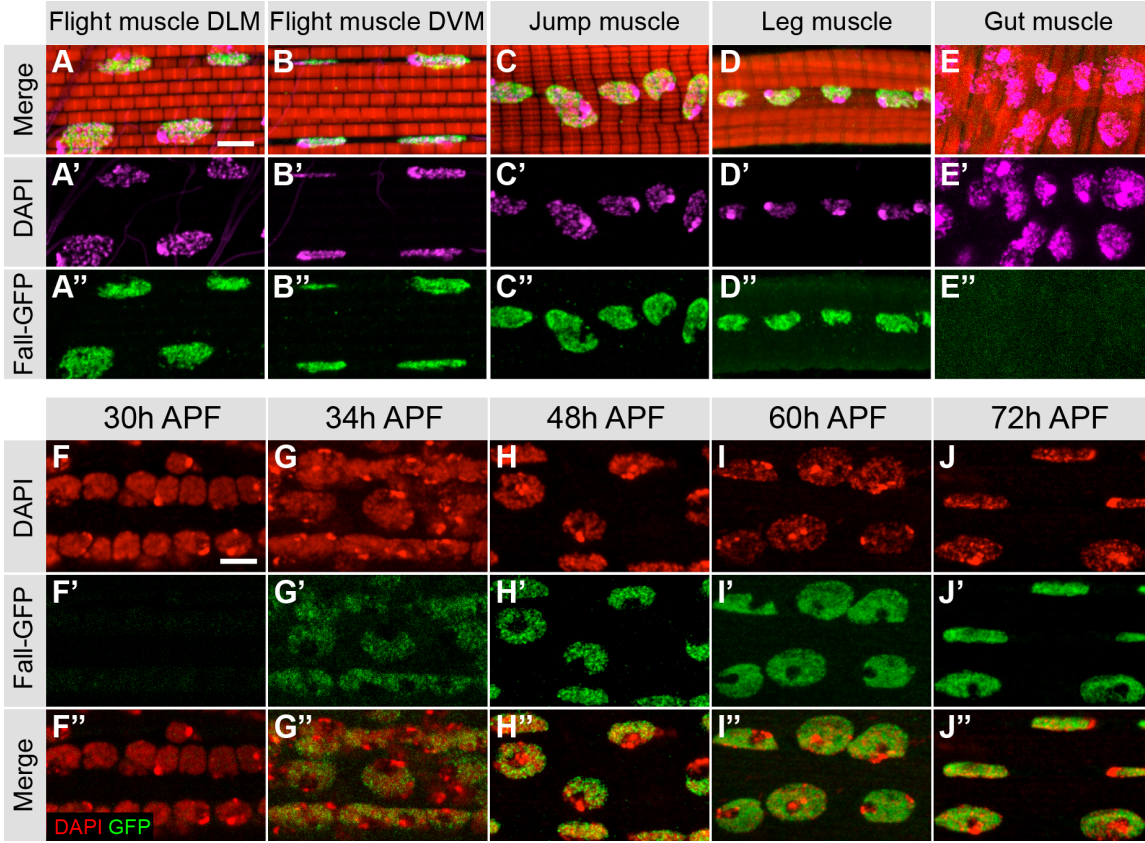 Flight muscle DLM Flight muscle DVM Jump muscle Leg muscle Gut muscle
Merge A B C D E
DAPI A’ B’ C’ D’ E’
Fall-GFP A’’ B’’ C’’ D’’ E’’
30h APF 34h APF 48h APF 60h APF 72h APF
DAPI F G H I J
Fall-GFP F’ G’ H’ I’ J’
Merge F’’ G’’ H’’ I’’ J’’
DAPI GFP